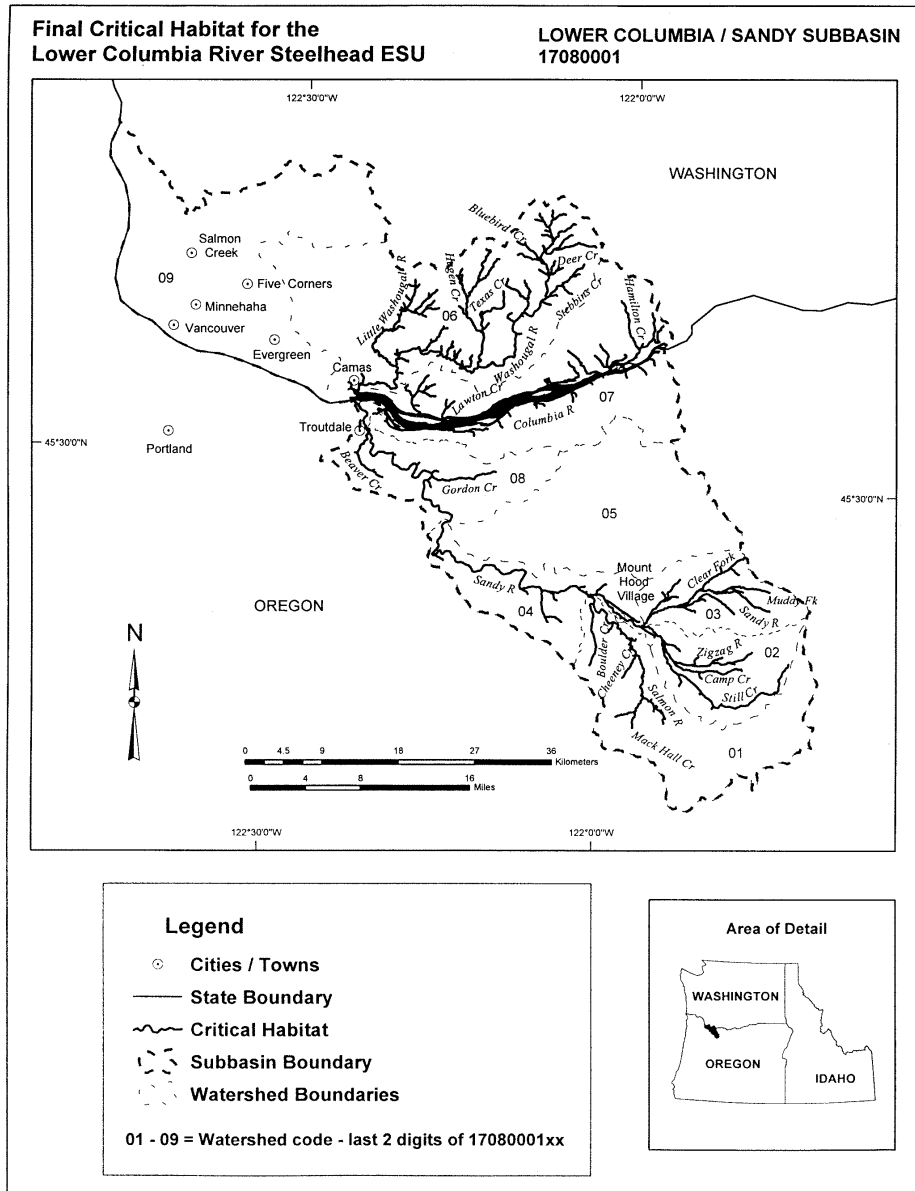 Final Critical Habitat for the
Lower Columbia River Steelhead ESU
LOWER COLUMBIA / SANDY SUBBASIN
17080001
122°30'0"W
122°0'0"W
WASHINGTON
Bluebird Cr
Salmon
Creek
Deer Cr
Hagen Cr
Little Washougal R
09
Five Corners
Texas Cr
Stebbins Cr
Hamilton Cr
Minnehaha
06
Vancouver
Washougal R
Evergreen
Camas
Lawton Cr
07
Columbia R
Troutdale
45°30'0"N
Portland
Beaver Cr
08
Gordon Cr
45°30'0"N
05
Mount
Hood
Village
Clear Fork
Sandy R
Muddy Fk
OREGON
04
03
Sandy R
N
Boulder Cr
Zigzag R
02
Cheeney Cr
Camp Cr
Still Cr
Salmon R
Mack Hall Cr
01
0 4.5 9 18 27 36
Kilometers
0 4 8 16
Miles
122°30'0"W
122°0'0"W
Legend
Cities / Towns
State Boundary
Critical Habitat
Subbasin Boundary
Watershed Boundaries
01 - 09 = Watershed code - last 2 digits of 17080001xx
Area of Detail
WASHINGTON
OREGON
IDAHO